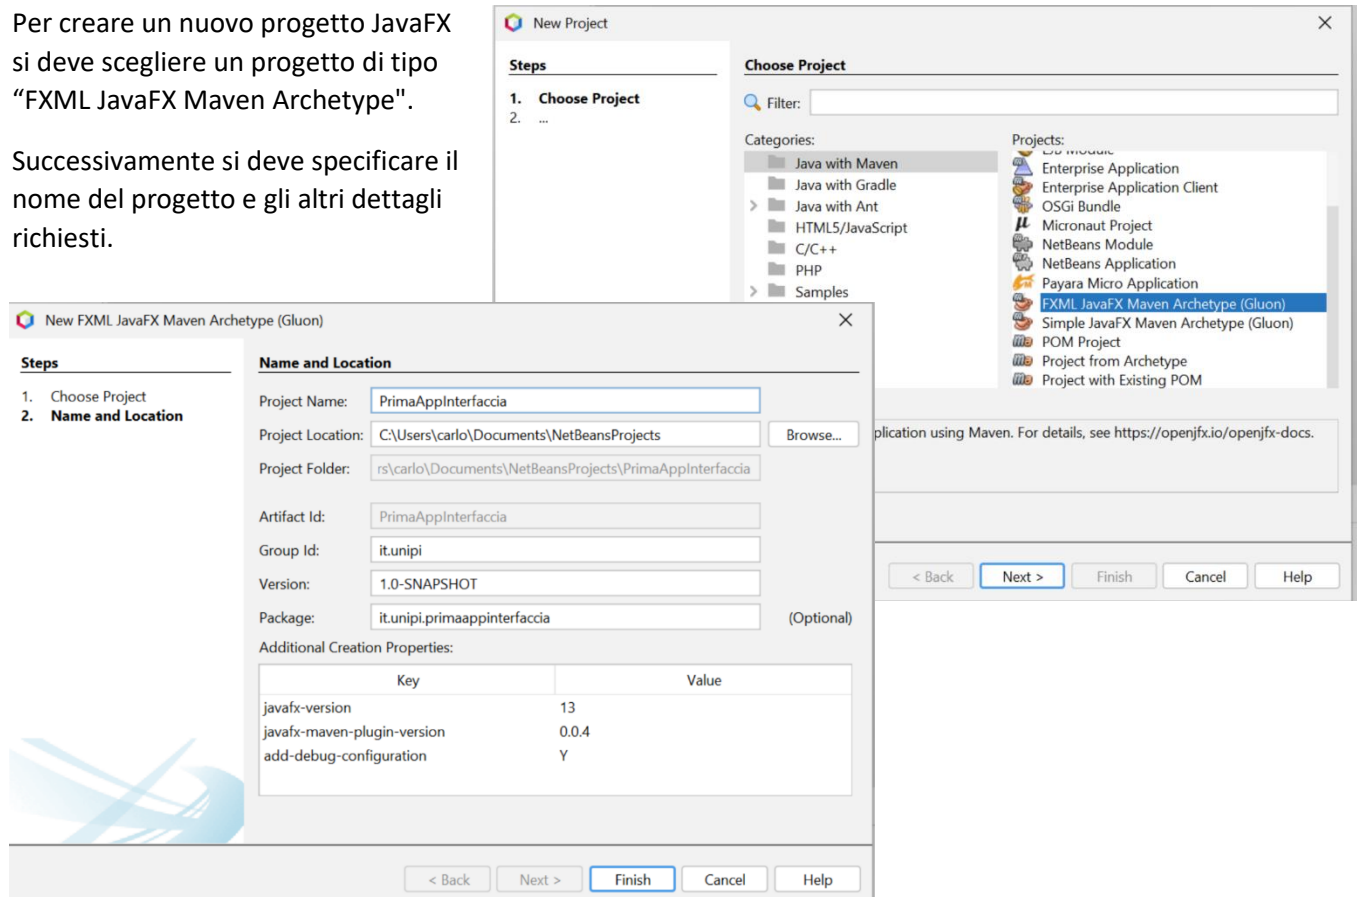 Per creare un nuovo progetto JavaFX
si deve scegliere un progetto di tipo
“FXML JavaFX Maven Archetype".
Successivamente si deve specificare il
nome del progetto e gli altri dettagli
richiesti.
New Project
Steps
1. Choose Project
2. ...
Choose Project
Filter:
Categories:
Java with Maven
Java with Gradle
Java with Ant
HTML5/JavaScript
C/C++
PHP
Samples
Projects:
Enterprise Application
Enterprise Application Client
OSGi Bundle
Micronaut Project
NetBeans Module
NetBeans Application
Payara Micro Application
FXML JavaFX Maven Archetype (Gluon)
Simple JavaFX Maven Archetype (Gluon)
POM Project
Project from Archetype
Project with Existing POM
plication using Maven. For details, see https://openjfx.io/openjfx-docs.
< Back Next > Finish Cancel Help
New FXML JavaFX Maven Archetype (Gluon)
Steps
1. Choose Project
2. Name and Location
Name and Location
Project Name: PrimaAppInterfaccia
Project Location: C:\Users\carlo\Documents\NetBeansProjects Browse...
Project Folder: rs\carlo\Documents\NetBeansProjects\PrimaAppInterfaccia
Artifact Id: PrimaAppInterfaccia
Group Id: it.unipi
Version: 1.0-SNAPSHOT
Package: it.unipi.primaappinterfaccia (Optional)
Additional Creation Properties:
Key Value
javafx-version 13
javafx-maven-plugin-version 0.0.4
add-debug-configuration Y
< Back Next > Finish Cancel Help